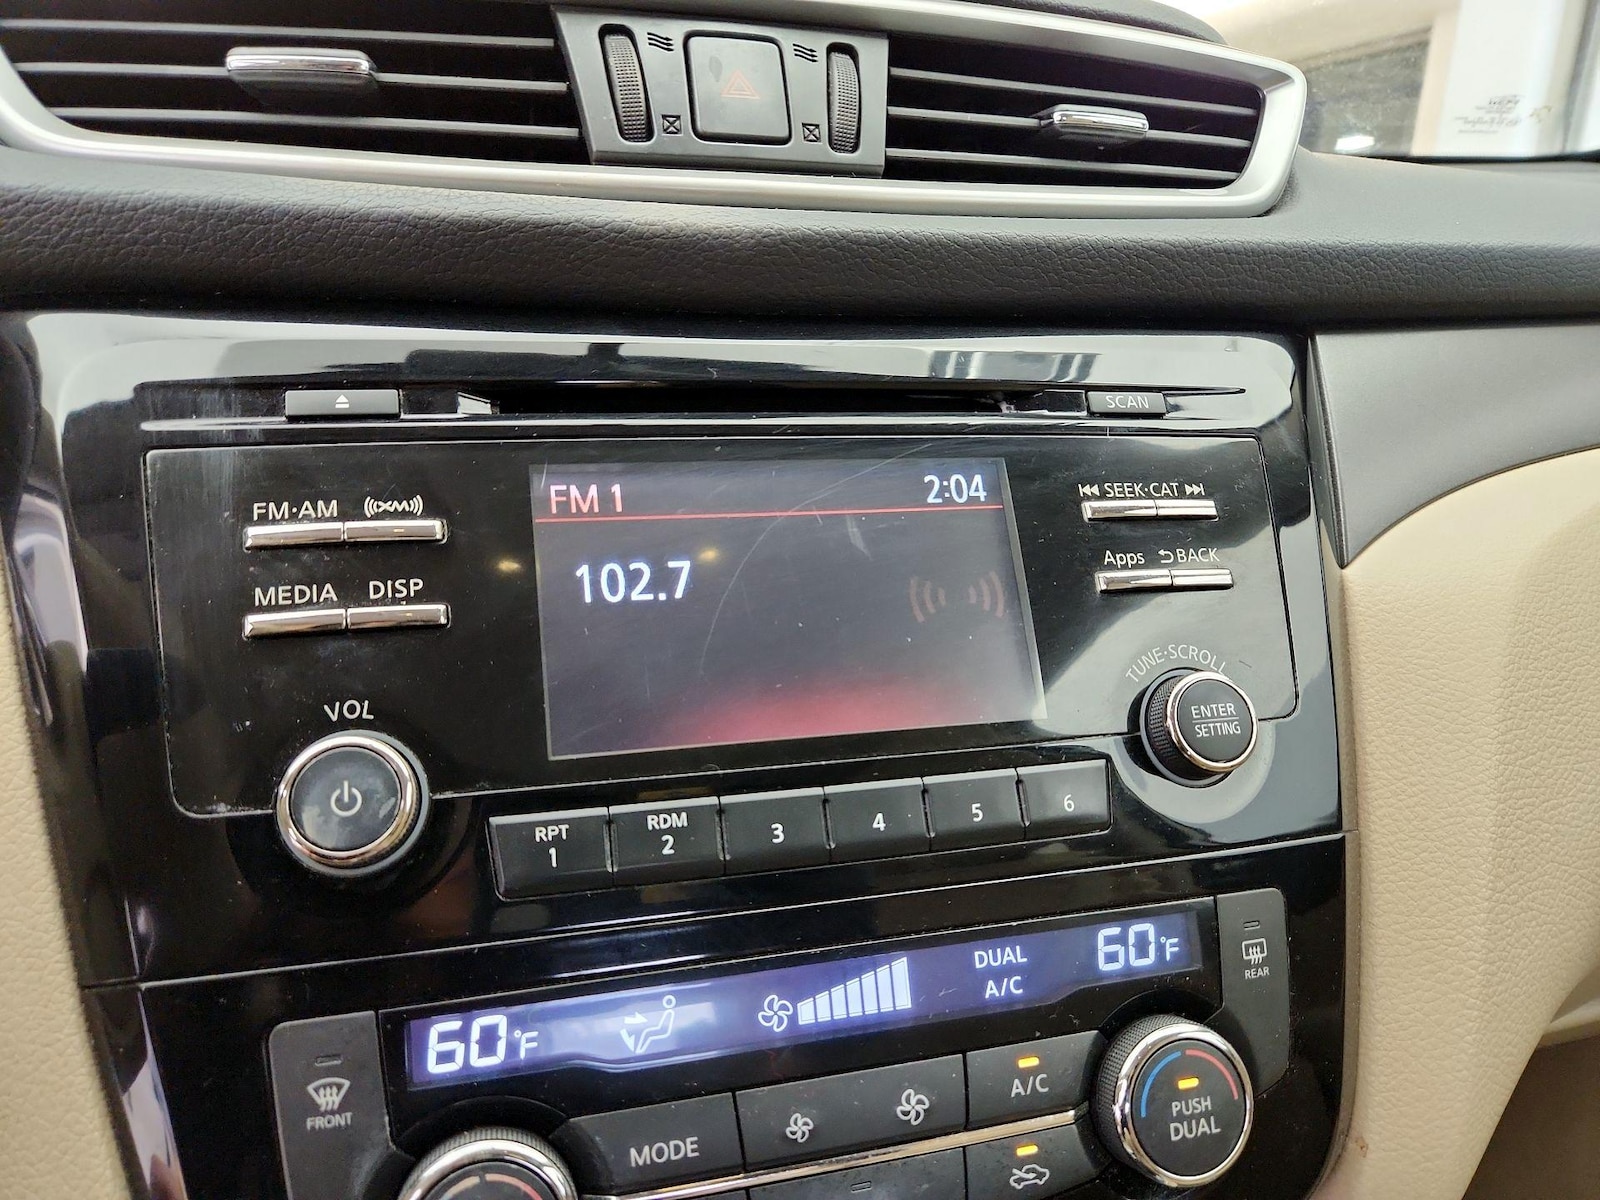 SCAN
FM·AM
XM
FM 1
2:04
SEEK·CAT
102.7
Apps
BACK
MEDIA
DISP
VOL
TUNE·SCROLL
ENTER
SETTING
RPT
1
RDM
2
3
4
5
6
DUAL
A/C
60°F
60°F
REAR
FRONT
MODE
A/C
PUSH
DUAL